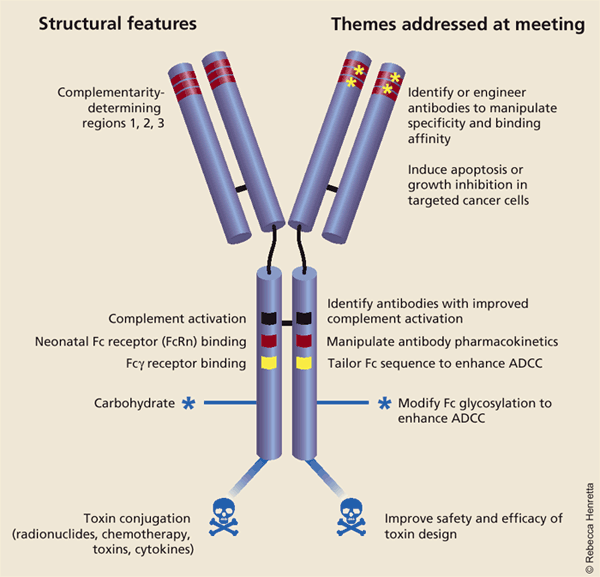 Structural features
Themes addressed at meeting
Complementarity-
determining
regions 1, 2, 3
Identify or engineer
antibodies to manipulate
specificity and binding
affinity
Induce apoptosis or
growth inhibition in
targeted cancer cells
Complement activation
Identify antibodies with improved
complement activation
Neonatal Fc receptor (FcRn) binding
Manipulate antibody pharmacokinetics
Fcγ receptor binding
Tailor Fc sequence to enhance ADCC
Carbohydrate *
* Modify Fc glycosylation to
enhance ADCC
Toxin conjugation
(radionuclides, chemotherapy,
toxins, cytokines)
Improve safety and efficacy of
toxin design
© Rebecca Henretta